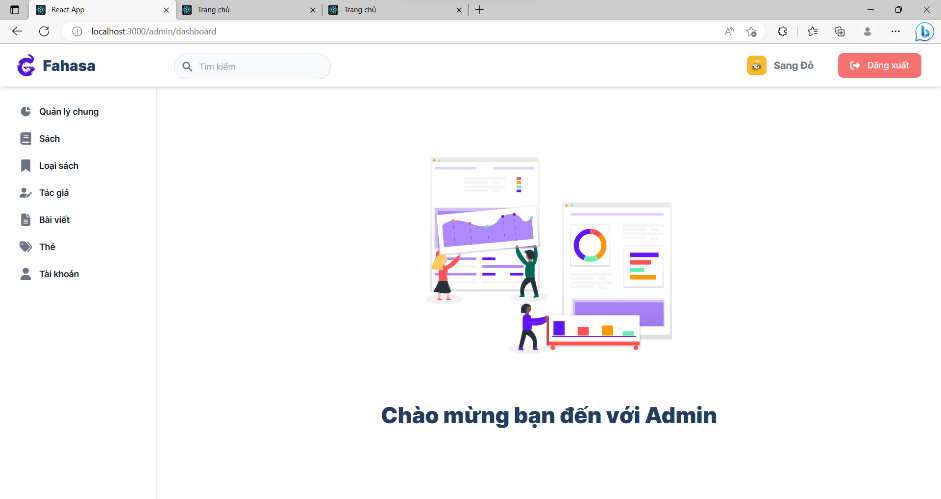 React App
Trang chủ
Trang chủ
localhost:3000/admin/dashboard
Fahasa
Tìm kiếm
Sang Đỗ
Đăng xuất
Quản lý chung
Sách
Loại sách
Tác giả
Bài viết
Thẻ
Tài khoản
Chào mừng bạn đến với Admin